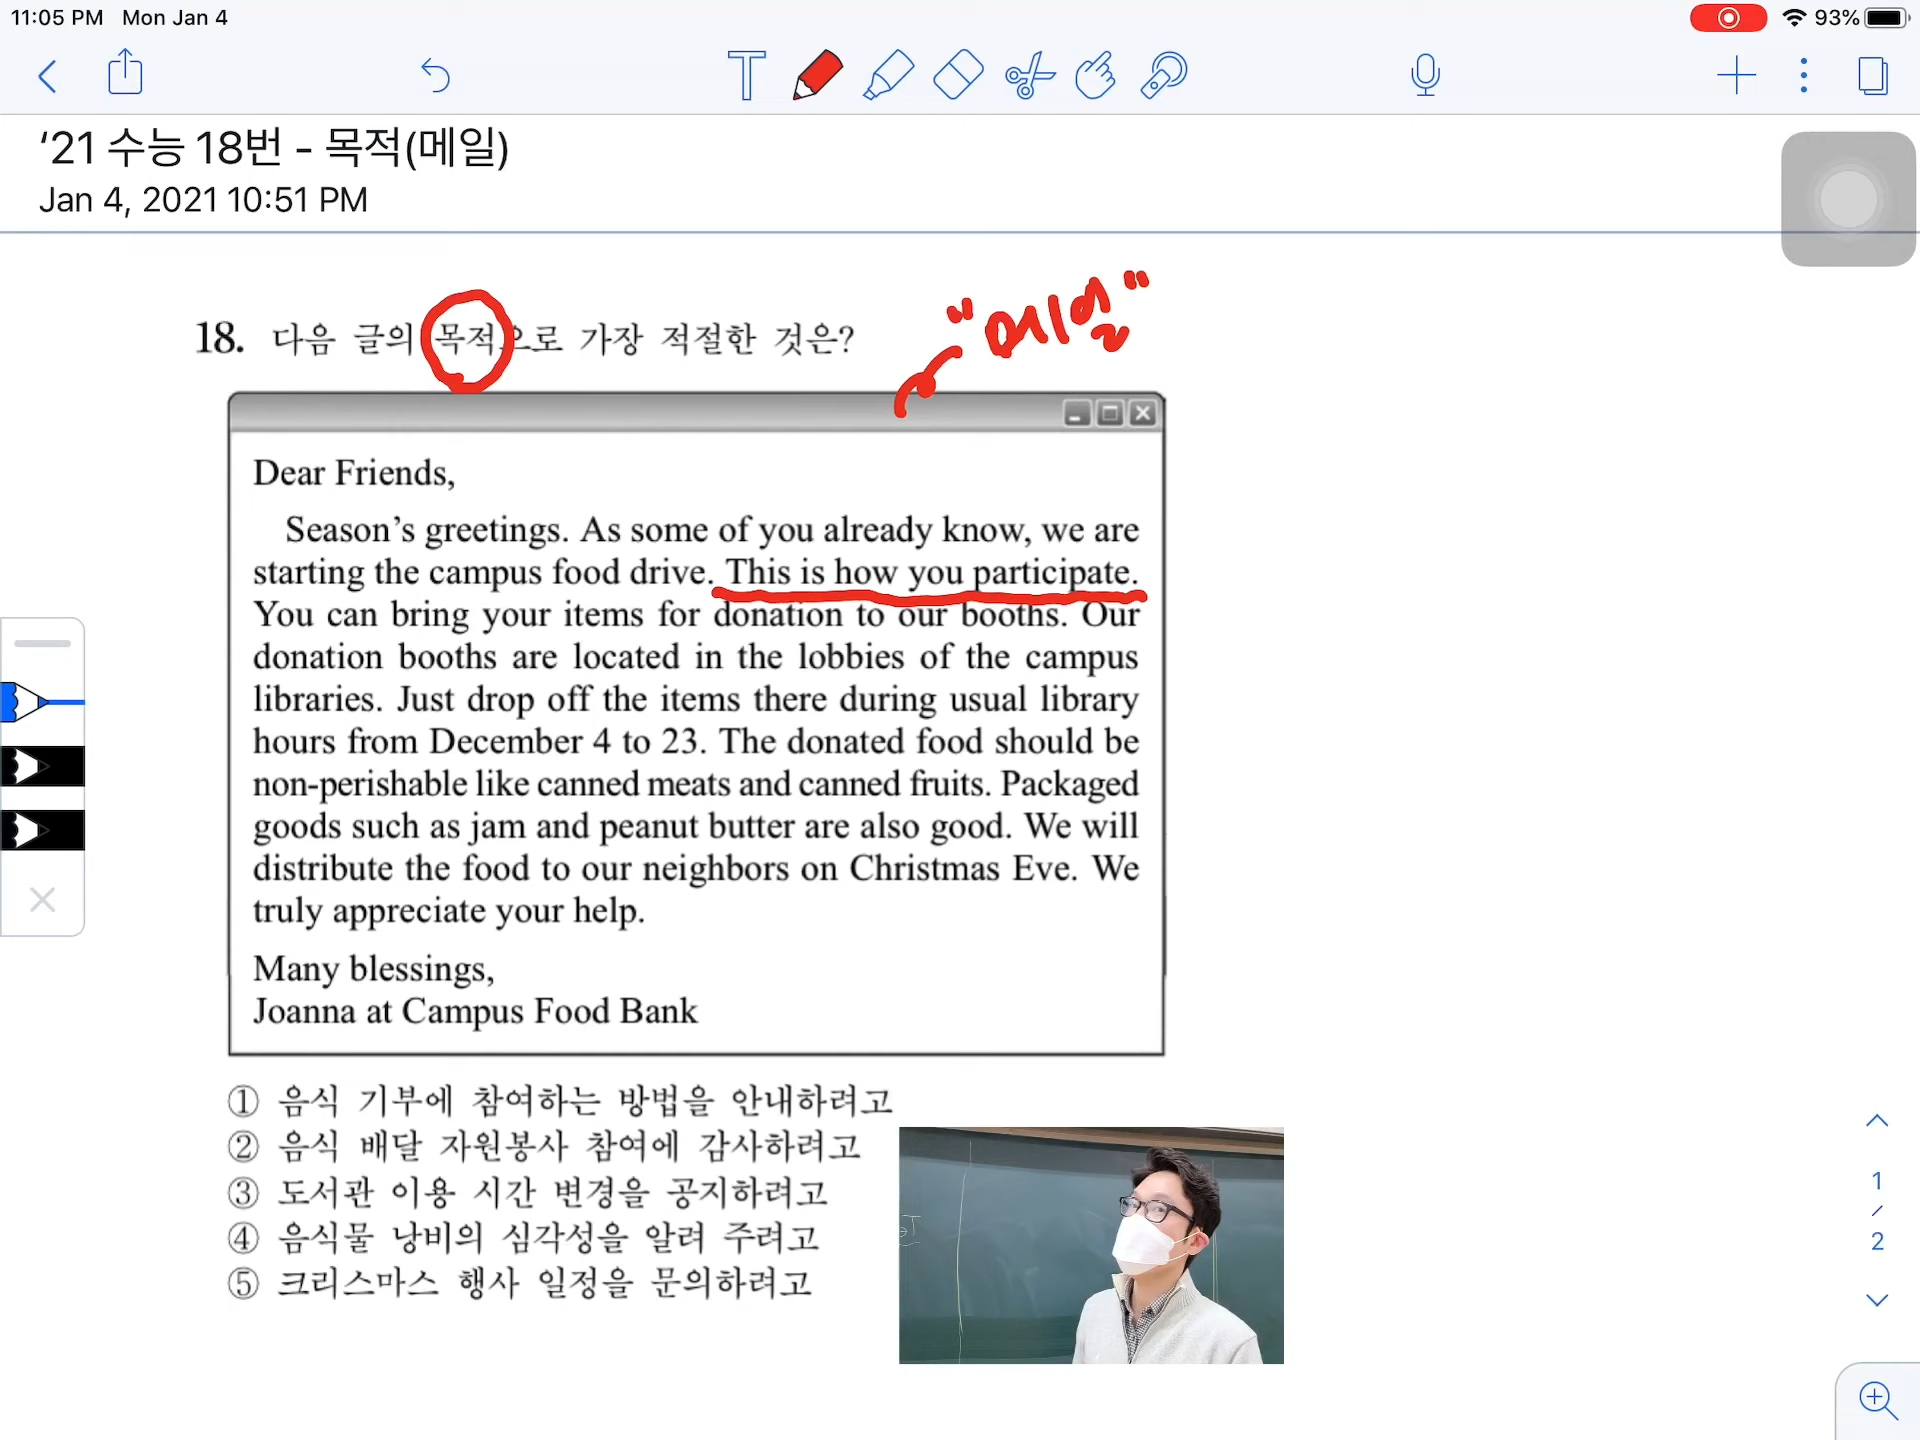 11:05 PM Mon Jan 4
93%
‘21 수능 18번 - 목적(메일)
Jan 4, 2021 10:51 PM
"메일"
18. 다음 글의 목적으로 가장 적절한 것은?
Dear Friends,
Season’s greetings. As some of you already know, we are
starting the campus food drive. This is how you participate.
You can bring your items for donation to our booths. Our
donation booths are located in the lobbies of the campus
libraries. Just drop off the items there during usual library
hours from December 4 to 23. The donated food should be
non-perishable like canned meats and canned fruits. Packaged
goods such as jam and peanut butter are also good. We will
distribute the food to our neighbors on Christmas Eve. We
truly appreciate your help.
Many blessings,
Joanna at Campus Food Bank
① 음식 기부에 참여하는 방법을 안내하려고
② 음식 배달 자원봉사 참여에 감사하려고
③ 도서관 이용 시간 변경을 공지하려고
④ 음식물 낭비의 심각성을 알려 주려고
⑤ 크리스마스 행사 일정을 문의하려고
1
/
2